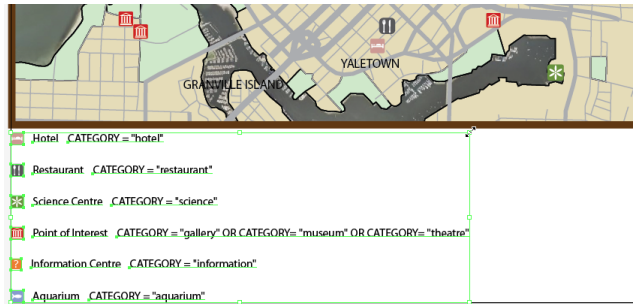 YALETOWN
GRANVILLE ISLAND
Hotel CATEGORY = "hotel"
Restaurant CATEGORY = "restaurant"
Science Centre CATEGORY = "science"
Point of Interest CATEGORY = "gallery" OR CATEGORY= "museum" OR CATEGORY= "theatre"
Information Centre CATEGORY = "information"
Aquarium CATEGORY = "aquarium"